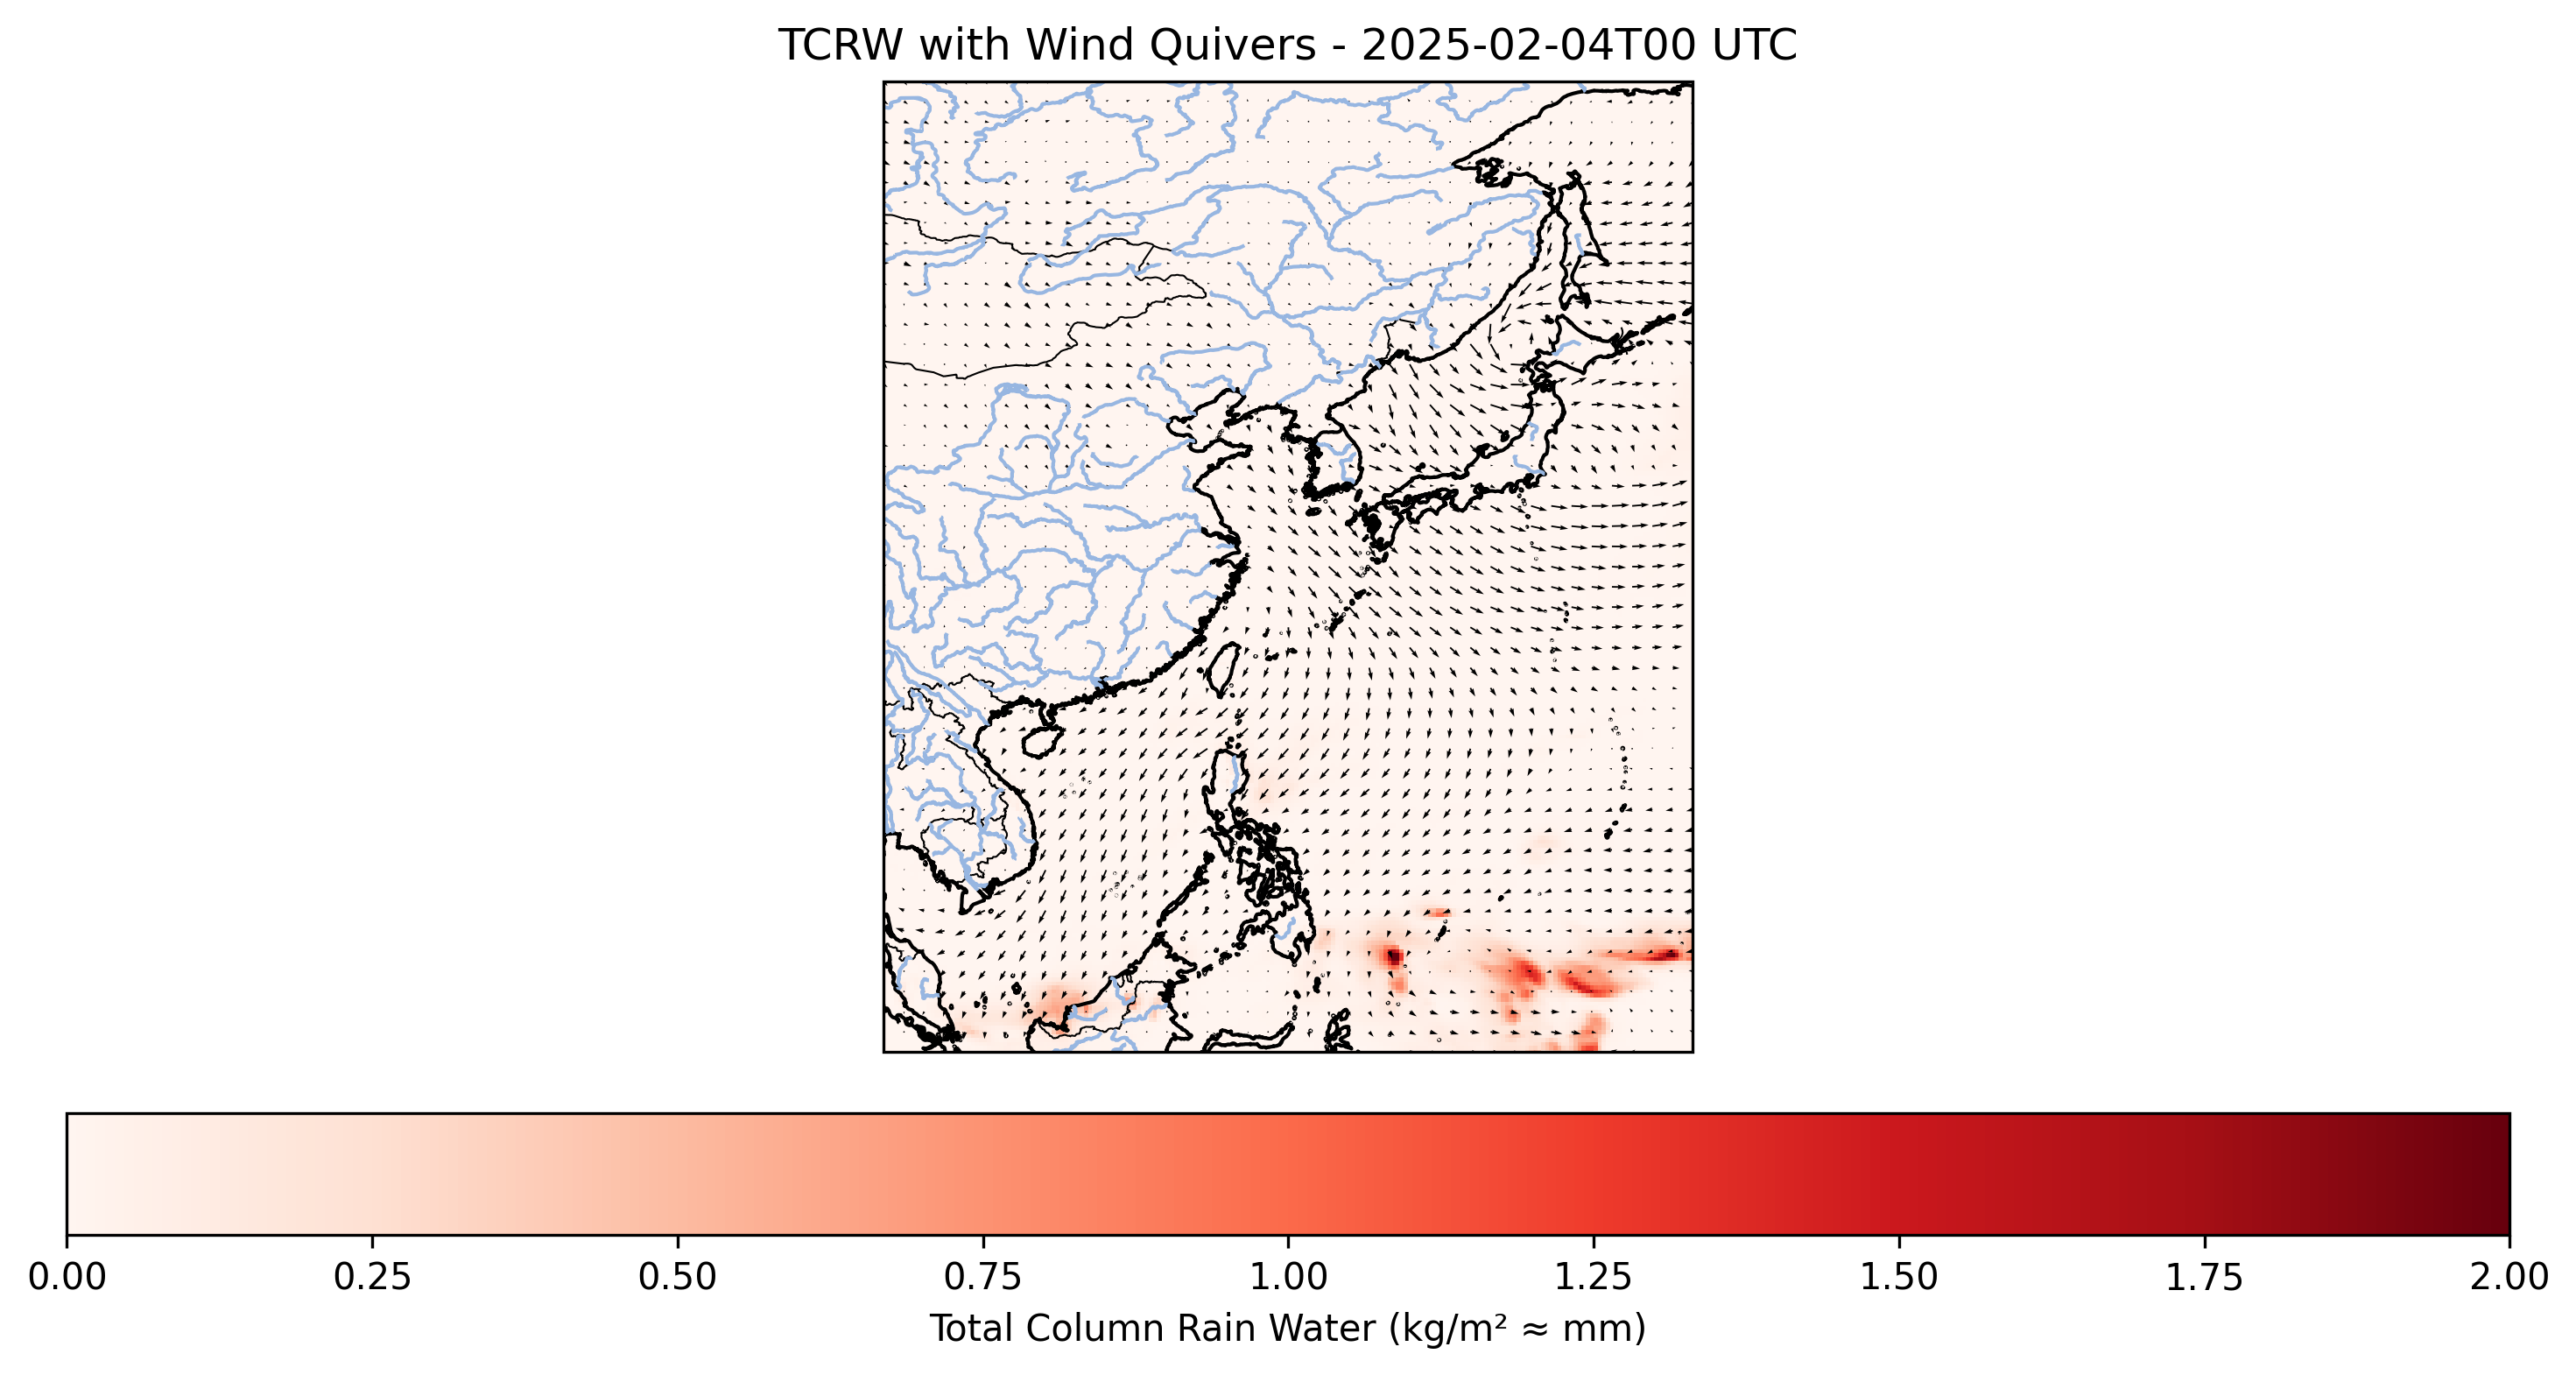 TCRW with Wind Quivers - 2025-02-04T00 UTC
0.00 0.25 0.50 0.75 1.00 1.25 1.50 1.75 2.00
Total Column Rain Water (kg/m² ≈ mm)